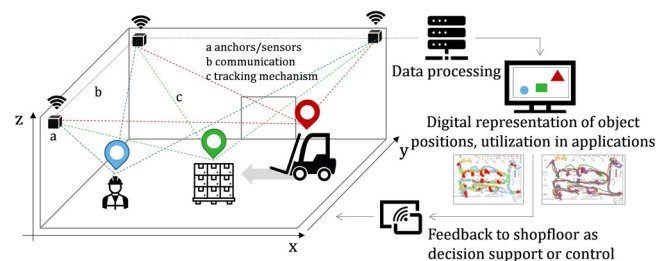 a anchors/sensors
b communication
c tracking mechanism
b
c
a
z
y
x
Data processing
Digital representation of object
positions, utilization in applications
Feedback to shopfloor as
decision support or control